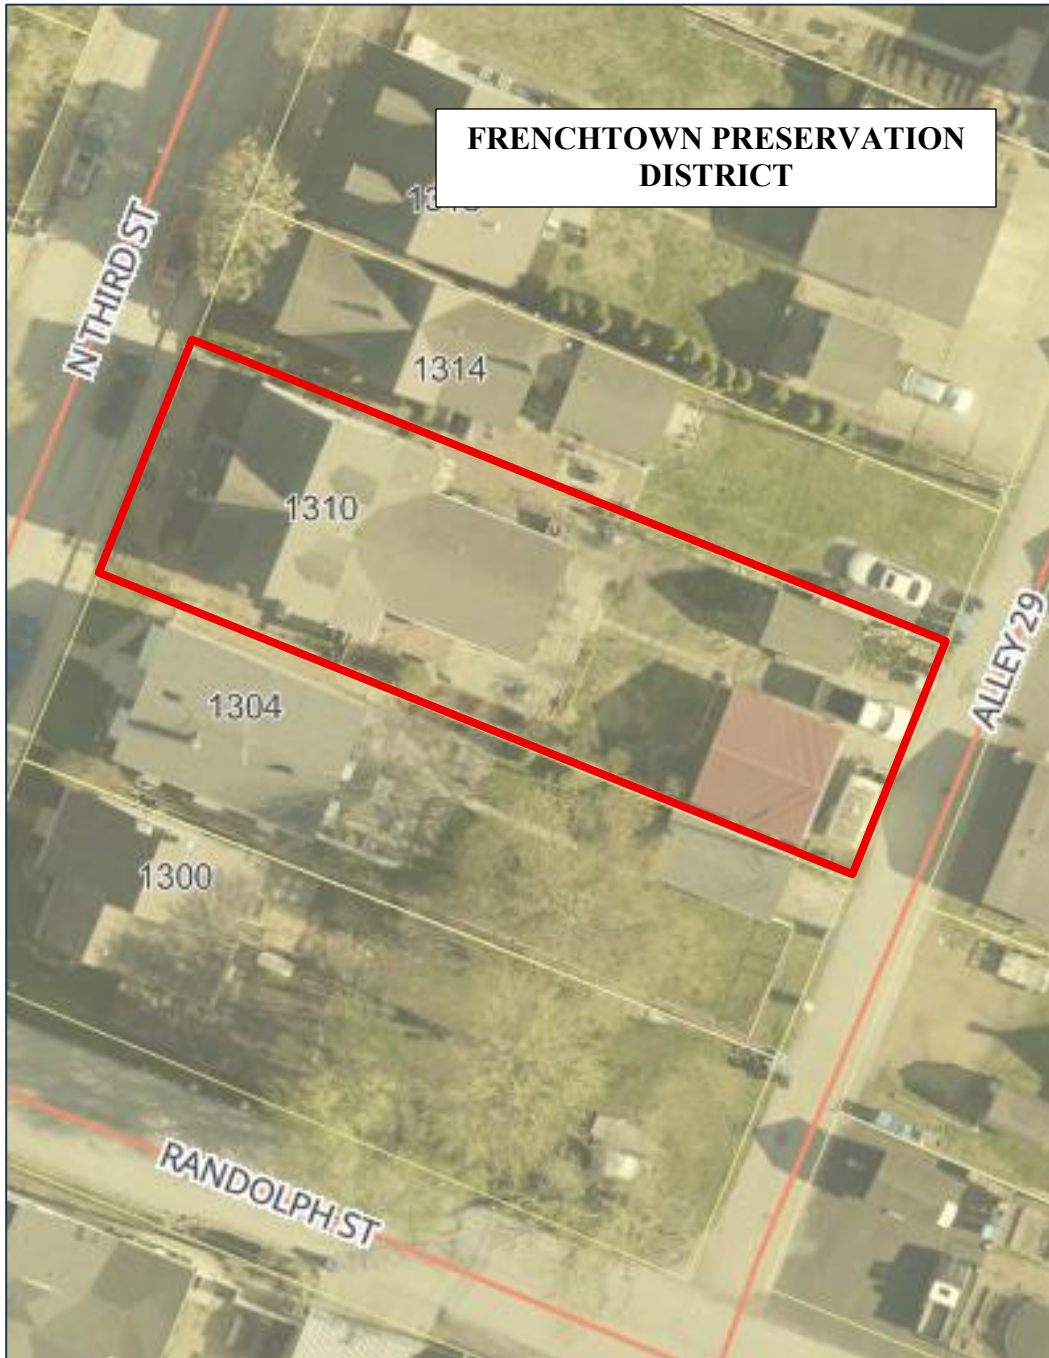 FRENCHTOWN PRESERVATION
DISTRICT
N THIRD ST
1314
1310
ALLEY 29
1304
1300
RANDOLPH ST